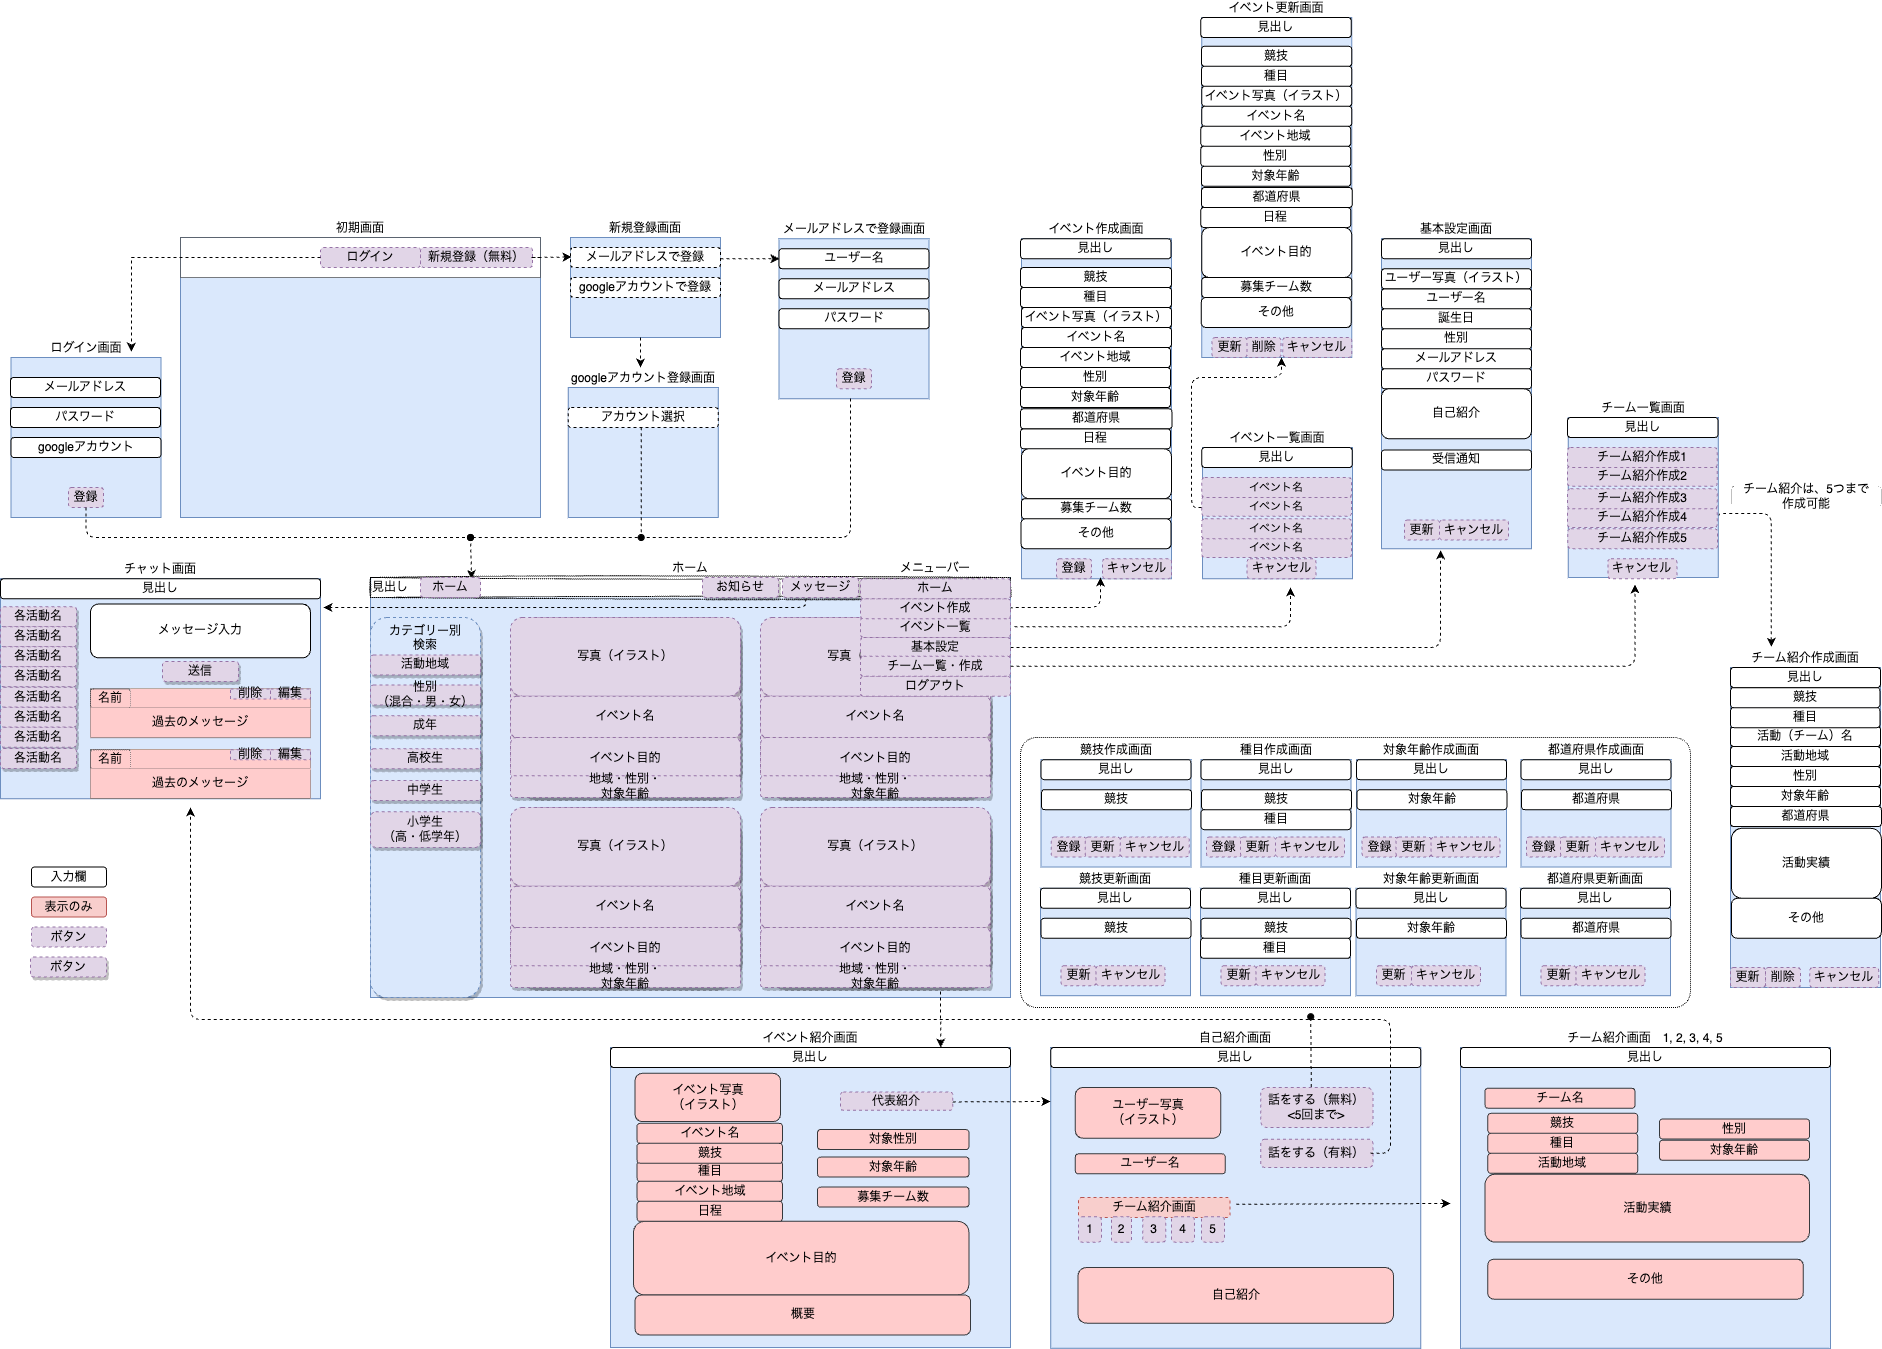 イベント更新画面
見出し
競技
種目
イベント写真（イラスト）
イベント名
イベント地域
性別
対象年齢
都道府県
日程
イベント目的
募集チーム数
その他
更新
削除
キャンセル
初期画面
ログイン
新規登録（無料）
新規登録画面
メールアドレスで登録
googleアカウントで登録
メールアドレスで登録画面
ユーザー名
メールアドレス
パスワード
登録
ログイン画面
メールアドレス
パスワード
googleアカウント
登録
googleアカウント登録画面
アカウント選択
イベント作成画面
見出し
競技
種目
イベント写真（イラスト）
イベント名
イベント地域
性別
対象年齢
都道府県
日程
イベント目的
募集チーム数
その他
登録
キャンセル
イベント一覧画面
見出し
イベント名
イベント名
イベント名
イベント名
キャンセル
基本設定画面
見出し
ユーザー写真（イラスト）
ユーザー名
誕生日
性別
メールアドレス
パスワード
自己紹介
受信通知
更新
キャンセル
チーム一覧画面
見出し
チーム紹介作成1
チーム紹介作成2
チーム紹介作成3
チーム紹介作成4
チーム紹介作成5
キャンセル
チーム紹介は、5つまで
作成可能
チャット画面
見出し
各活動名
各活動名
各活動名
各活動名
各活動名
各活動名
各活動名
各活動名
メッセージ入力
送信
名前
削除
編集
過去のメッセージ
名前
削除
編集
過去のメッセージ
ホーム
メニューバー
見出し
ホーム
お知らせ
メッセージ
ホーム
イベント作成
イベント一覧
基本設定
チーム一覧・作成
ログアウト
カテゴリー別
検索
活動地域
性別
（混合・男・女）
成年
高校生
中学生
小学生
（高・低学年）
写真（イラスト）
イベント名
イベント目的
地域・性別・
対象年齢
写真（
イベント名
イベント目的
地域・性別・
対象年齢
写真（イラスト）
イベント名
イベント目的
地域・性別・
対象年齢
写真（イラスト）
イベント名
イベント目的
地域・性別・
対象年齢
チーム紹介作成画面
見出し
競技
種目
活動（チーム）名
活動地域
性別
対象年齢
都道府県
活動実績
その他
更新
削除
キャンセル
競技作成画面
見出し
競技
登録
更新
キャンセル
種目作成画面
見出し
競技
種目
登録
更新
キャンセル
対象年齢作成画面
見出し
対象年齢
登録
更新
キャンセル
都道府県作成画面
見出し
都道府県
登録
更新
キャンセル
競技更新画面
見出し
競技
更新
キャンセル
種目更新画面
見出し
競技
種目
更新
キャンセル
対象年齢更新画面
見出し
対象年齢
更新
キャンセル
都道府県更新画面
見出し
都道府県
更新
キャンセル
入力欄
表示のみ
ボタン
ボタン
イベント紹介画面
見出し
イベント写真
（イラスト）
イベント名
競技
種目
イベント地域
日程
代表紹介
対象性別
対象年齢
募集チーム数
イベント目的
概要
自己紹介画面
見出し
ユーザー写真
（イラスト）
ユーザー名
話をする（無料）
<5回まで>
話をする（有料）
チーム紹介画面
1
2
3
4
5
自己紹介
チーム紹介画面　1, 2, 3, 4, 5
見出し
チーム名
競技
種目
活動地域
性別
対象年齢
活動実績
その他